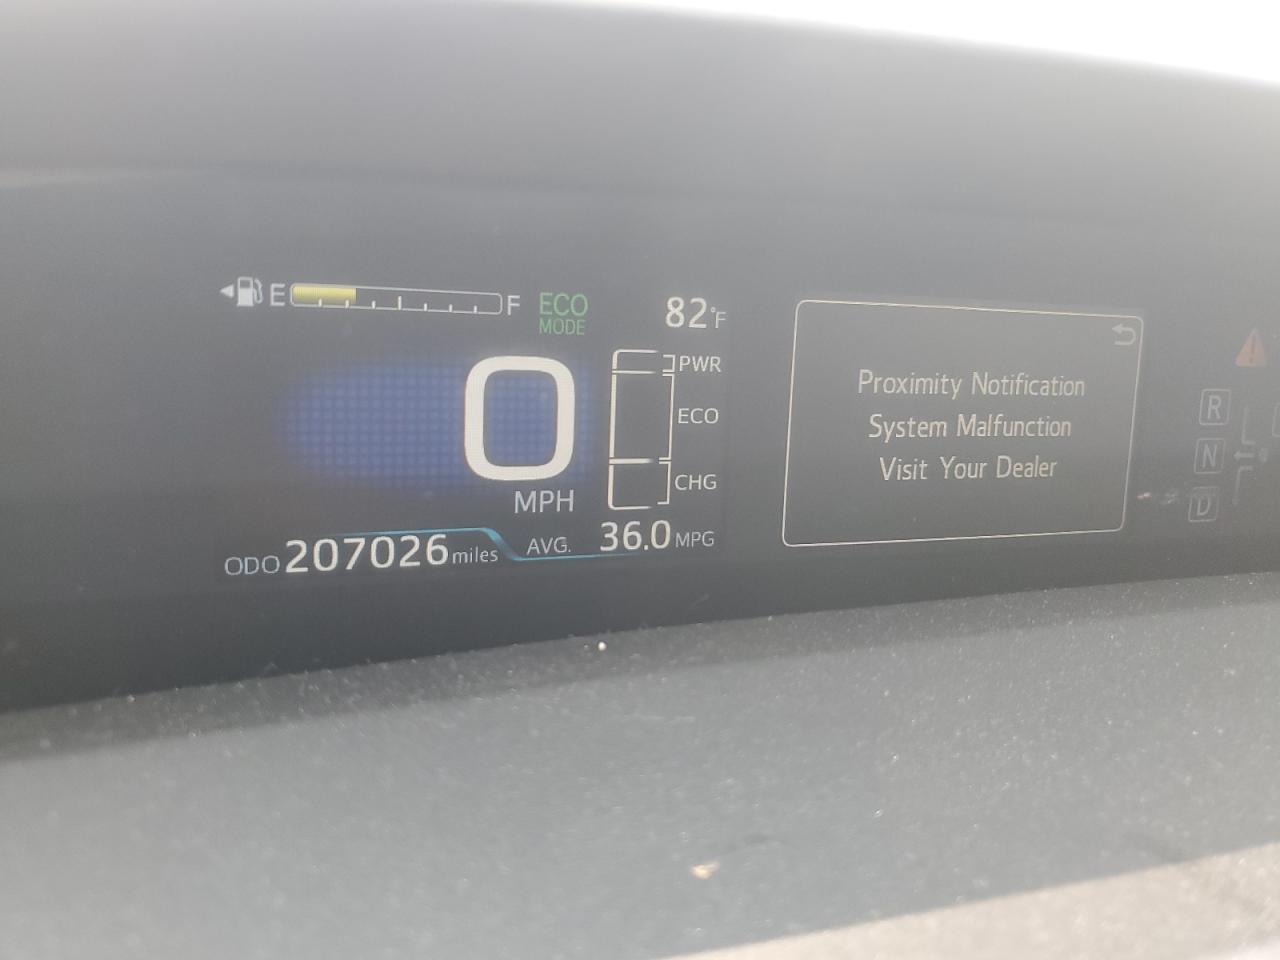 E F
ECO
MODE
82°F
0
MPH
PWR
ECO
CHG
ODO 207026 miles
AVG. 36.0 MPG
Proximity Notification
System Malfunction
Visit Your Dealer
R
N
D